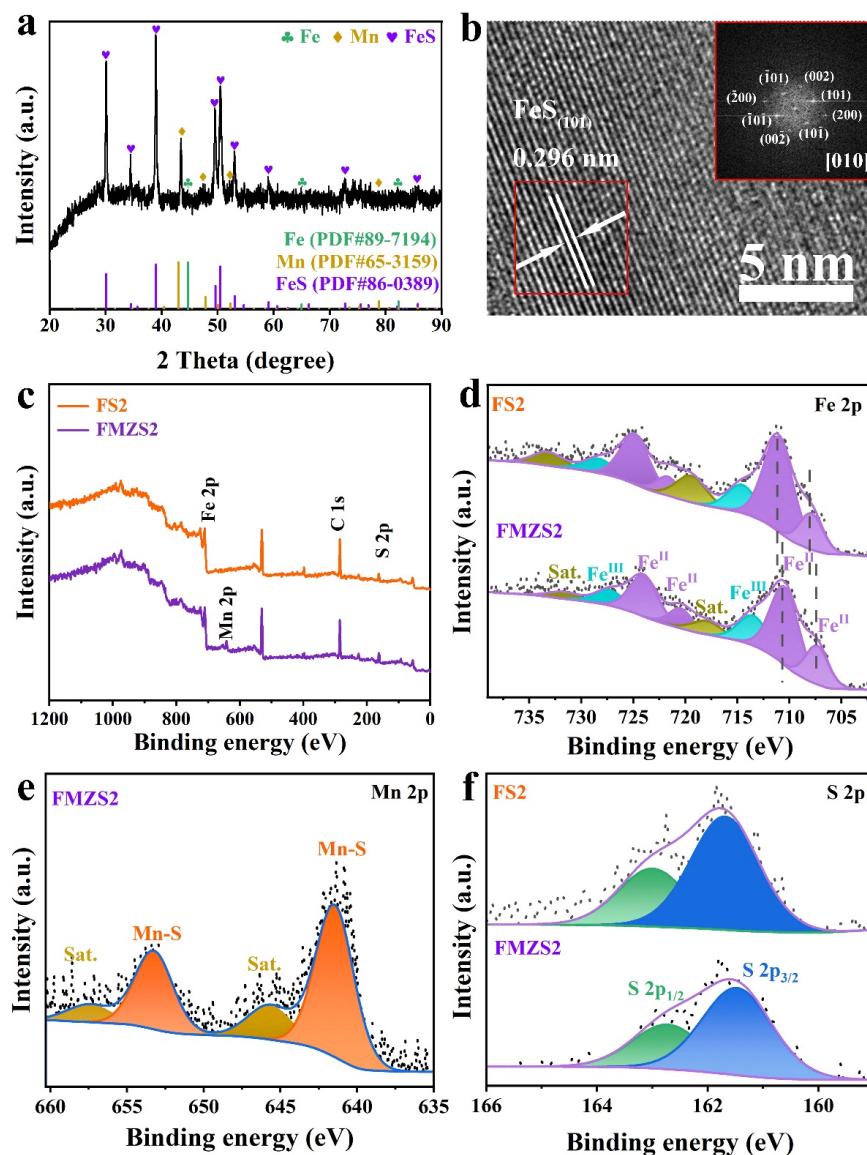 a
♣ Fe ♦ Mn ♥ FeS
Fe (PDF#89-7194)
Mn (PDF#65-3159)
FeS (PDF#86-0389)
Intensity (a.u.)
20 30 40 50 60 70 80 90
2 Theta (degree)
b
FeS(101)
0.296 nm
(1̄01) (002)
(2̄00) (101)
(1̄01̄) (200)
(002̄) (101̄)
[010]
5 nm
c
FS2
FMZS2
Fe 2p
Mn 2p
C 1s
S 2p
Intensity (a.u.)
1200 1000 800 600 400 200 0
Binding energy (eV)
d
FS2 Fe 2p
FMZS2
Sat. FeIII FeII FeII Sat. FeIII FeII FeII
Intensity (a.u.)
735 730 725 720 715 710 705
Binding energy (eV)
e
FMZS2 Mn 2p
Mn-S
Sat. Mn-S Sat.
Intensity (a.u.)
660 655 650 645 640 635
Binding energy (eV)
f
FS2 S 2p
FMZS2
S 2p1/2 S 2p3/2
Intensity (a.u.)
166 164 162 160
Binding energy (eV)